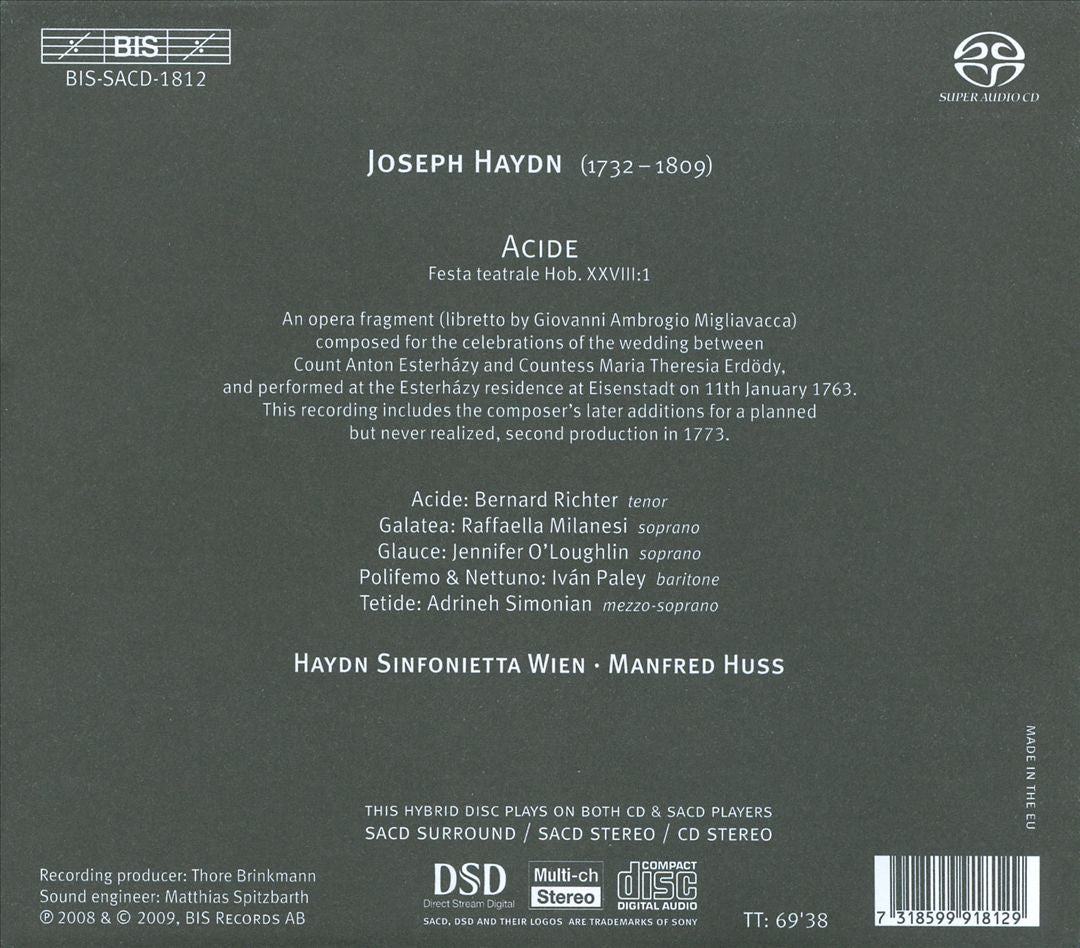 BIS
BIS-SACD-1812
SUPER AUDIO CD
JOSEPH HAYDN (1732 – 1809)
ACIDE
Festa teatrale Hob. XXVIII:1
An opera fragment (libretto by Giovanni Ambrogio Migliavacca)
composed for the celebrations of the wedding between
Count Anton Esterházy and Countess Maria Theresia Erdödy,
and performed at the Esterházy residence at Eisenstadt on 11th January 1763.
This recording includes the composer's later additions for a planned
but never realized, second production in 1773.
Acide: Bernard Richter tenor
Galatea: Raffaella Milanesi soprano
Glauce: Jennifer O'Loughlin soprano
Polifemo & Nettuno: Iván Paley baritone
Tetide: Adrineh Simonian mezzo-soprano
HAYDN SINFONIETTA WIEN · MANFRED HUSS
MADE IN THE EU
THIS HYBRID DISC PLAYS ON BOTH CD & SACD PLAYERS
SACD SURROUND / SACD STEREO / CD STEREO
Recording producer: Thore Brinkmann
Sound engineer: Matthias Spitzbarth
℗ 2008 & © 2009, BIS RECORDS AB
DSD
Direct Stream Digital
Multi-ch
Stereo
COMPACT
disc
DIGITAL AUDIO
SACD, DSD AND THEIR LOGOS ARE TRADEMARKS OF SONY
TT: 69'38
7 318599 918129